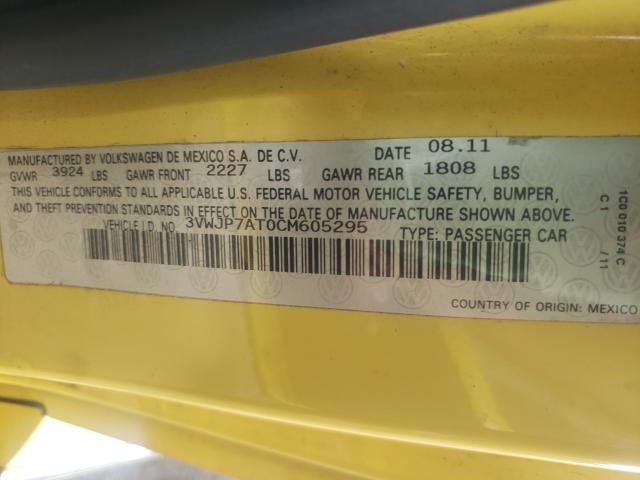 MANUFACTURED BY VOLKSWAGEN DE MEXICO S.A. DE C.V. DATE 08.11
GVWR 3924 LBS GAWR FRONT 2227 LBS GAWR REAR 1808 LBS
THIS VEHICLE CONFORMS TO ALL APPLICABLE U.S. FEDERAL MOTOR VEHICLE SAFETY, BUMPER,
AND THEFT PREVENTION STANDARDS IN EFFECT ON THE DATE OF MANUFACTURE SHOWN ABOVE.
VEHICLE I.D. NO. 3VWJP7AT0CM605295 TYPE: PASSENGER CAR
COUNTRY OF ORIGIN: MEXICO
1C0 010 374 C
C 1 / 11